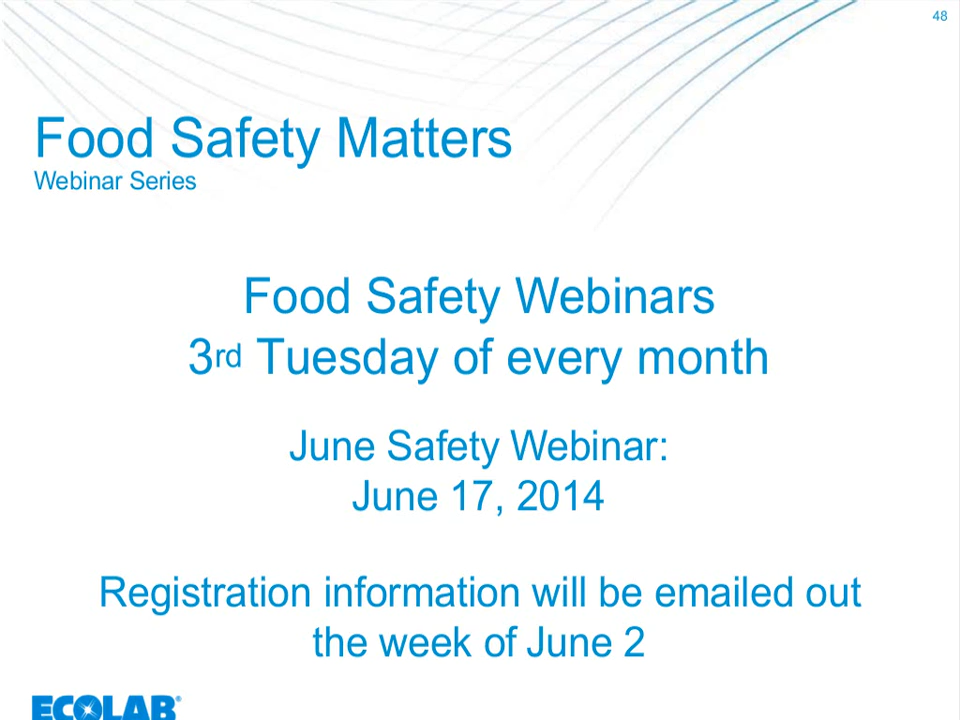 48
Food Safety Matters
Webinar Series
Food Safety Webinars
3rd Tuesday of every month
June Safety Webinar:
June 17, 2014
Registration information will be emailed out
the week of June 2
ECOLAB®